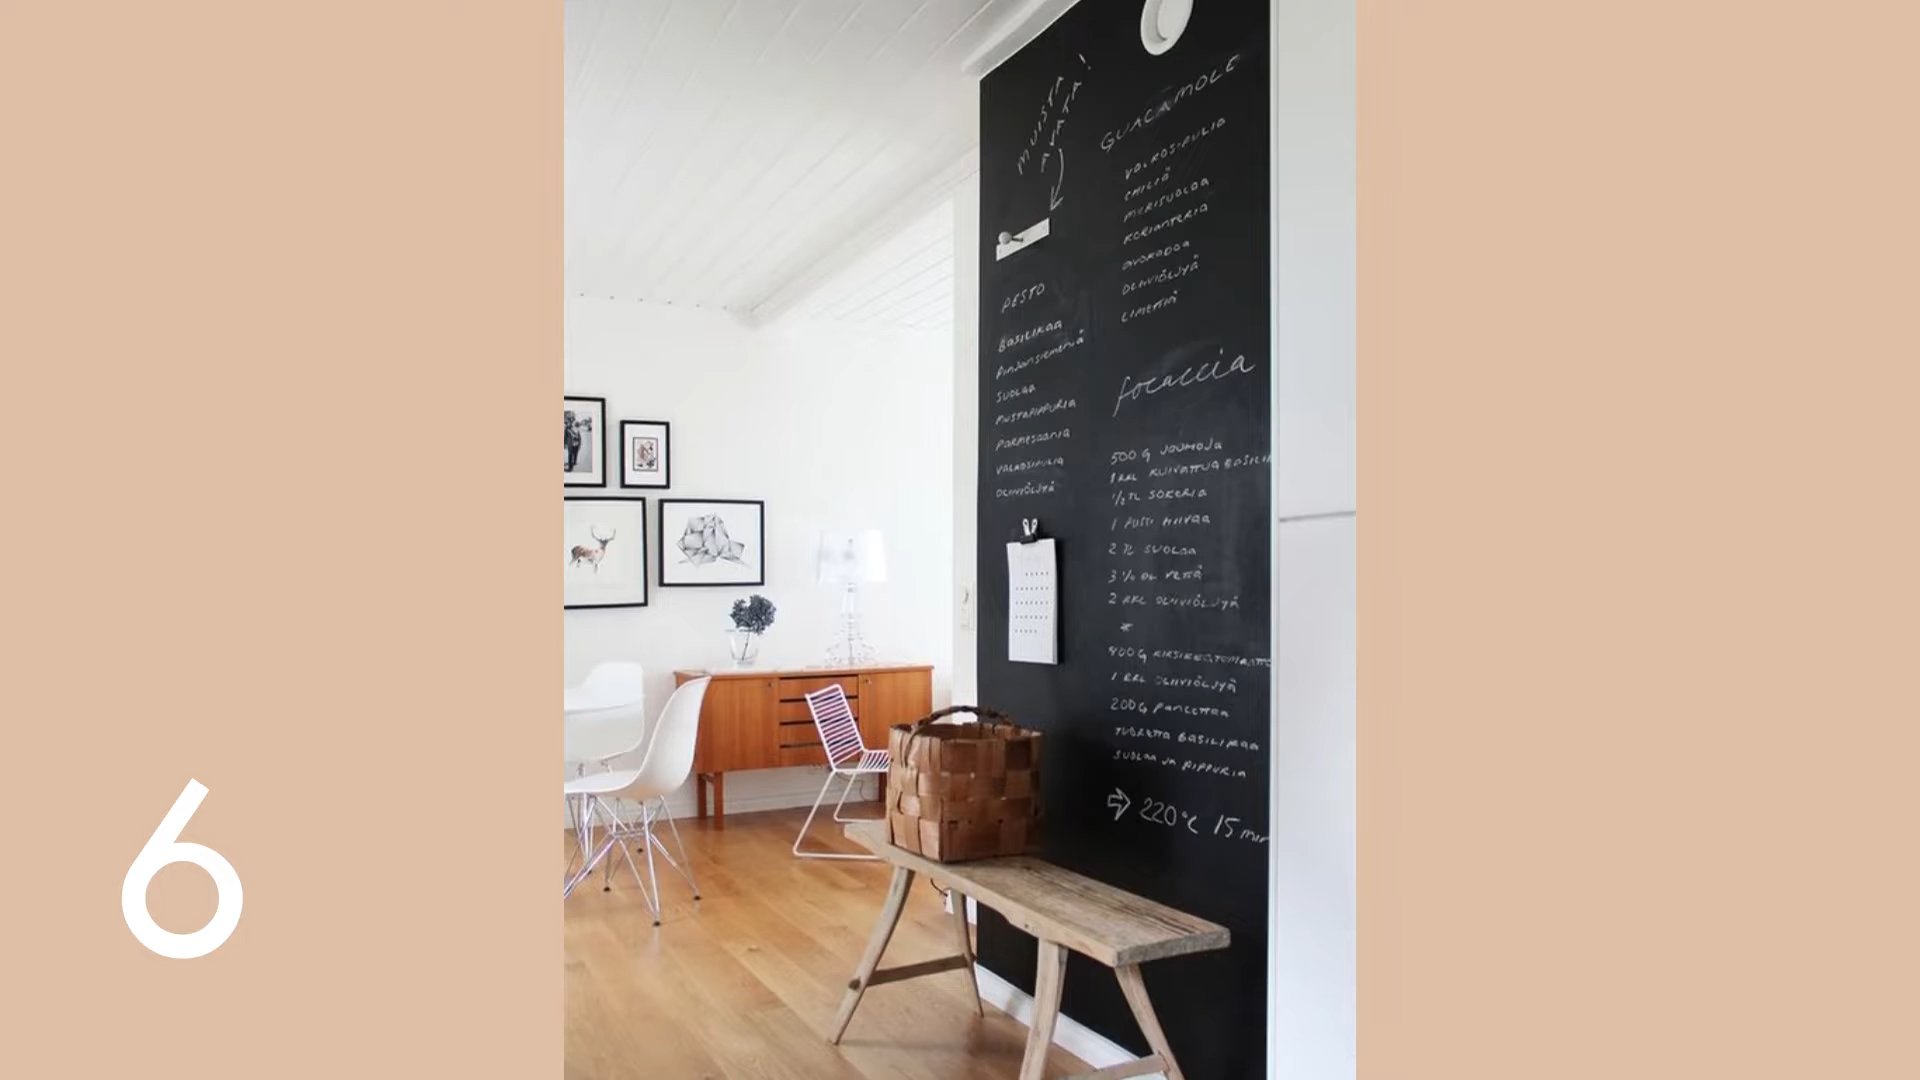 MUISTA
AVATA!
GUACAMOLE
VALKOSIPULIA
CHILIÄ
MERISUOLAA
KORIANTERIA
AVOKADOA
OLIIVIÖLJYÄ
LIMETTIÄ
PESTO
BASILIKAA
PINJANSIEMENIÄ
SUOLAA
MUSTAPIPPURIA
PARMESAANIA
VALKOSIPULIA
OLIIVIÖLJYÄ
focaccia
500 G JAUHOJA
1 RKL KUIVATTUA BASILI
1/2 TL SOKERIA
1 PUSSI HIIVAA
2 TL SUOLAA
3 1/2 DL VETTÄ
2 RKL OLIIVIÖLJYÄ
*
400 G KIRSIKKATOMAATTE
1 RKL OLIIVIÖLJYÄ
200 G PANCETTAA
TUORETTA BASILIKAA
SUOLAA JA PIPPURIA
⇒ 220°C 15 min
6